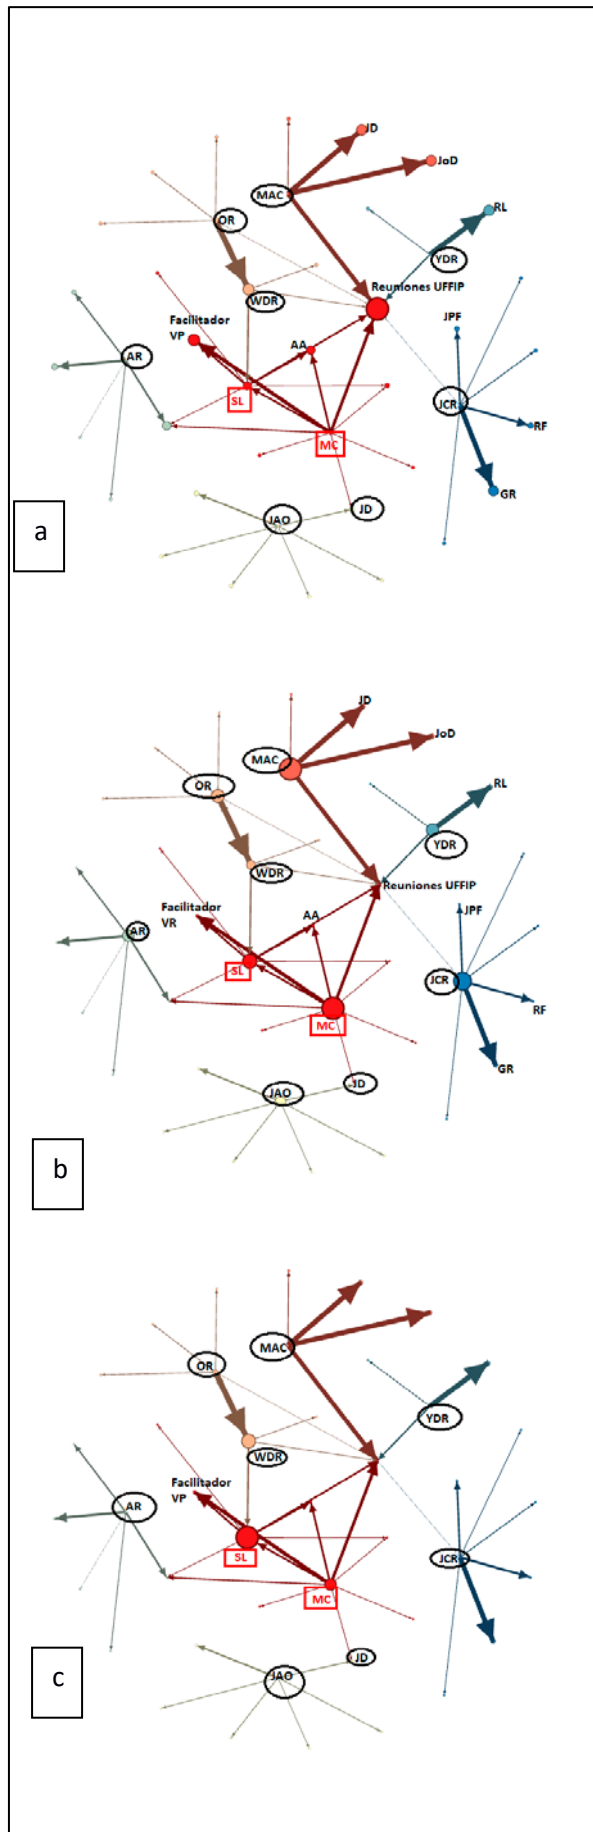 JD
JoD
MAC
RL
OR
YDR
Reuniones UFFIP
WDR
JPF
Facilitador
VP
AA
AR
SL
JCR
MC
RF
GR
JD
JAO
a
JD
JoD
MAC
OR
RL
YDR
WDR
Reuniones UFFIP
Facilitador
VR
AA
JPF
AR
SL
JCR
RF
MC
GR
JD
JAO
b
MAC
OR
YDR
WDR
Facilitador
VP
AR
SL
JCR
MC
JD
JAO
c